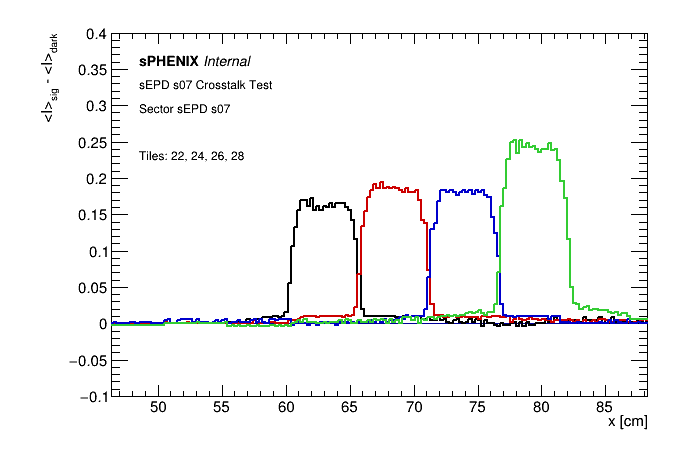 0.4
0.35
0.3
0.25
0.2
0.15
0.1
0.05
0
−0.05
−0.1
<I>sig - <I>dark
sPHENIX Internal
sEPD s07 Crosstalk Test
Sector sEPD s07
Tiles: 22, 24, 26, 28
50 55 60 65 70 75 80 85
x [cm]